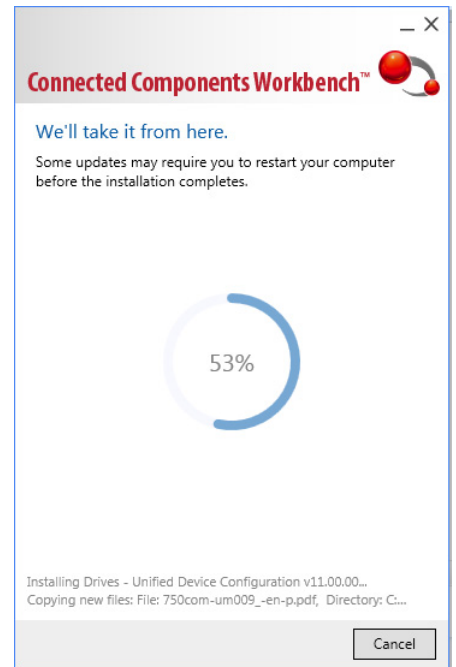 Connected Components Workbench™
We'll take it from here.
Some updates may require you to restart your computer
before the installation completes.
53%
Installing Drives - Unified Device Configuration v11.00.00...
Copying new files: File: 750com-um009_-en-p.pdf, Directory: C:...
Cancel